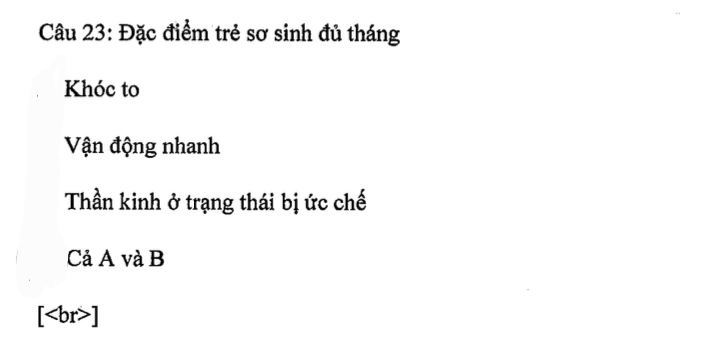 Câu 23: Đặc điểm trẻ sơ sinh đủ tháng
Khóc to
Vận động nhanh
Thần kinh ở trạng thái bị ức chế
Cả A và B
[<br>]